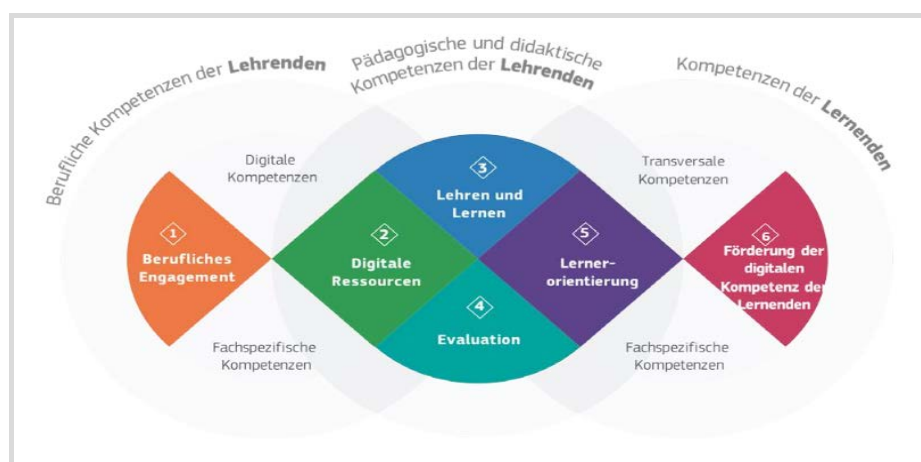 Berufliche Kompetenzen der Lehrenden
Pädagogische und didaktische
Kompetenzen der Lehrenden
Kompetenzen der Lernenden
Digitale
Kompetenzen
Transversale
Kompetenzen
1
Berufliches
Engagement
2
Digitale
Ressourcen
3
Lehren und
Lernen
4
Evaluation
5
Lerner-
orientierung
6
Förderung der
digitalen
Kompetenz der
Lernenden
Fachspezifische
Kompetenzen
Fachspezifische
Kompetenzen